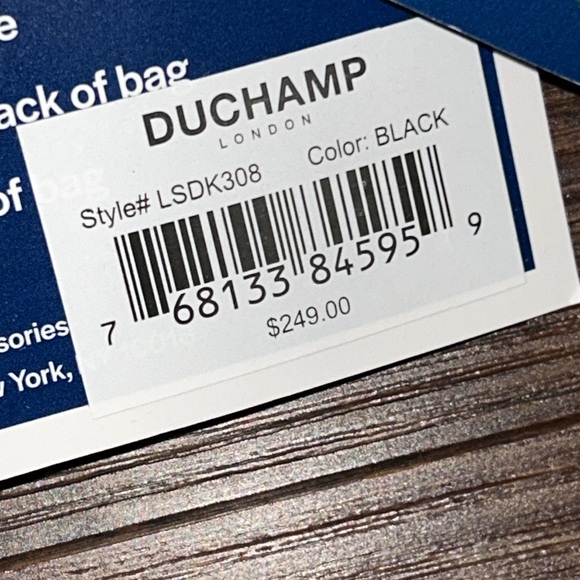 e
ack of bag
of bag
DUCHAMP
LONDON
Style# LSDK308 Color: BLACK
7 68133 84595 9
$249.00
sories
York,